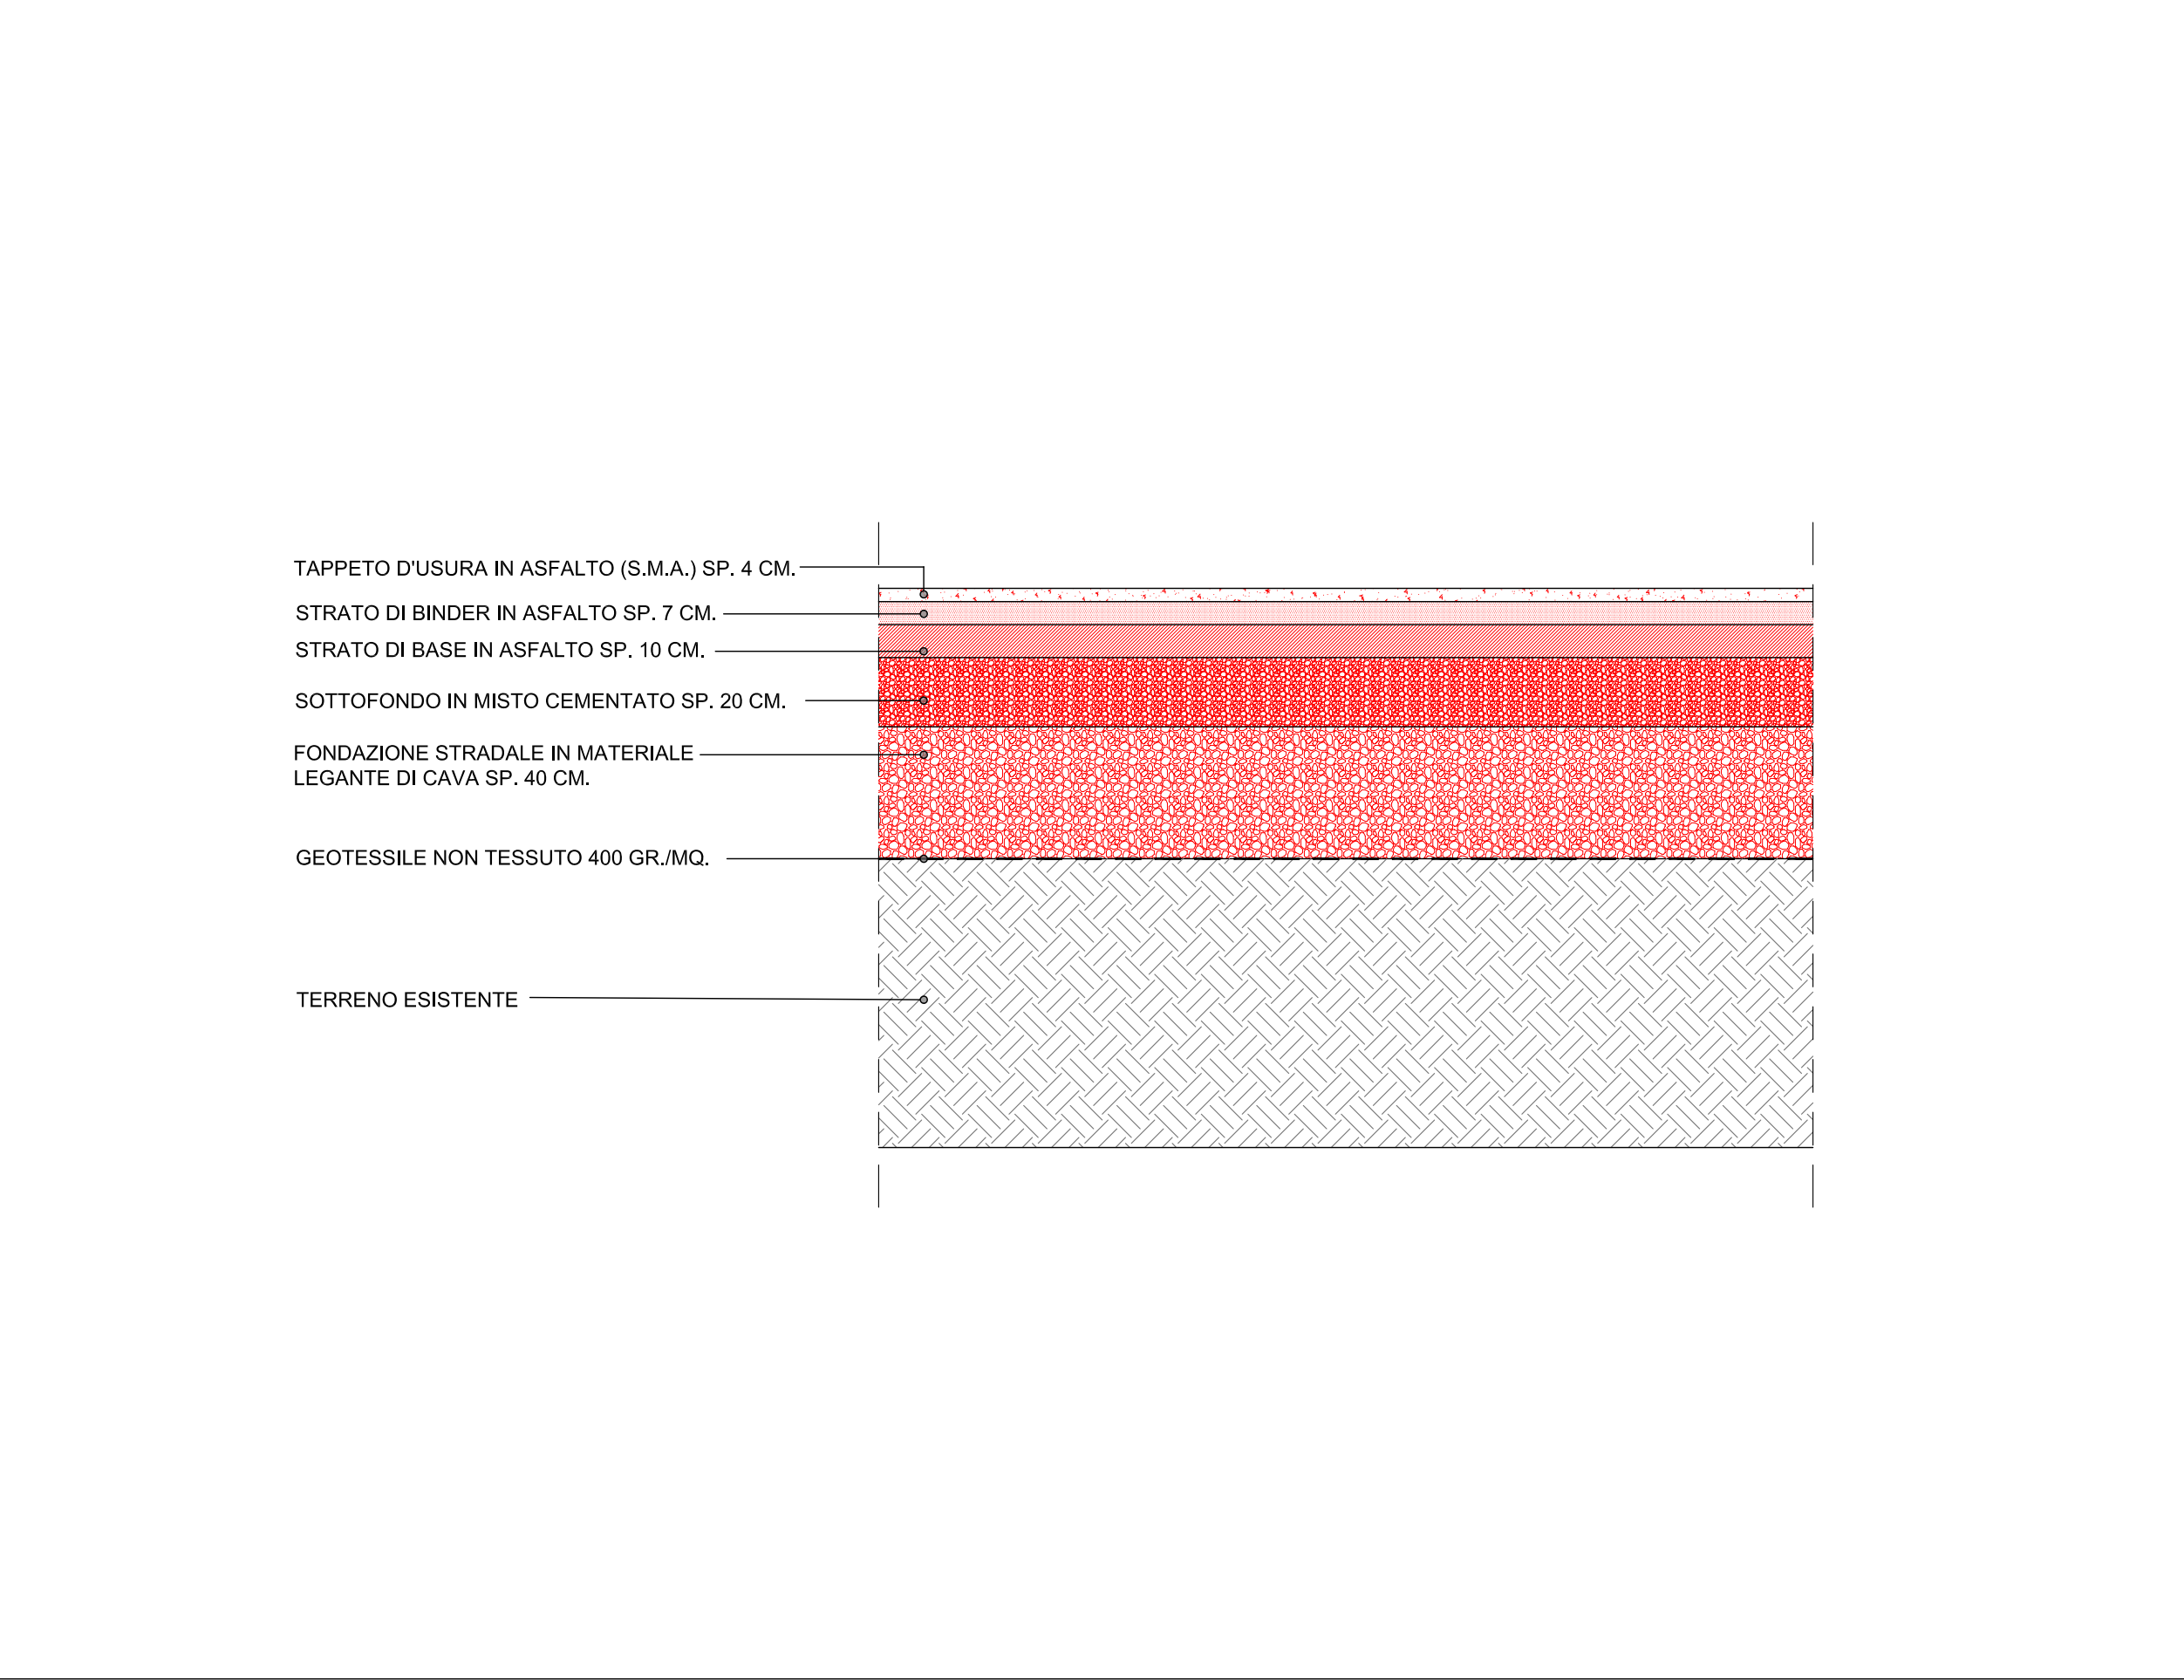 TAPPETO D'USURA IN ASFALTO (S.M.A.) SP. 4 CM.
STRATO DI BINDER IN ASFALTO SP. 7 CM.
STRATO DI BASE IN ASFALTO SP. 10 CM.
SOTTOFONDO IN MISTO CEMENTATO SP. 20 CM.
FONDAZIONE STRADALE IN MATERIALE
LEGANTE DI CAVA SP. 40 CM.
GEOTESSILE NON TESSUTO 400 GR./MQ.
TERRENO ESISTENTE